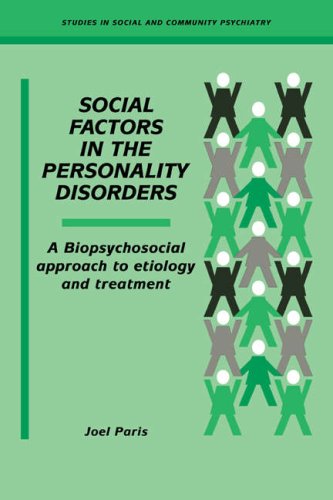 STUDIES IN SOCIAL AND COMMUNITY PSYCHIATRY
SOCIAL
FACTORS
IN THE
PERSONALITY
DISORDERS
A Biopsychosocial
approach to etiology
and treatment
Joel Paris